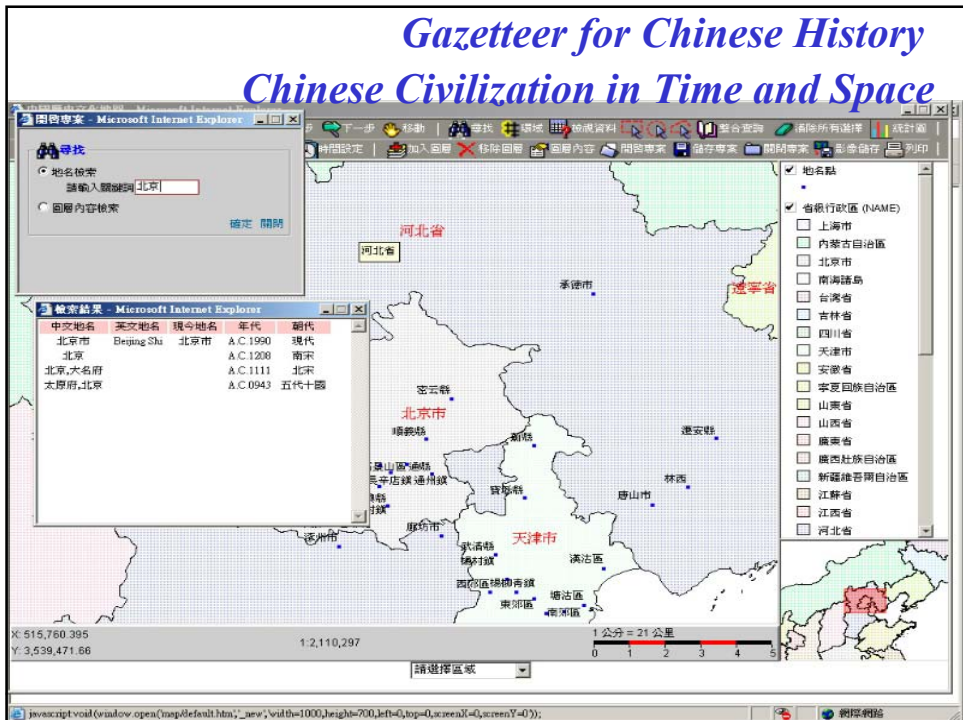 Gazetteer for Chinese History
Chinese Civilization in Time and Space
開啓專案 - Microsoft Internet Explorer
尋找
地名檢索
請輸入關鍵詞 北京
圖層內容檢索
確定 關閉
下一步 移動 | 尋找 環域 檢視資料 整合查詢 清除所有選擇 統計圖
時間設定 | 加入圖層 移除圖層 圖層內容 開啓專案 儲存專案 關閉專案 影像儲存 列印
檢索結果 - Microsoft Internet Explorer
中文地名 英文地名 現今地名 年代 朝代
北京市 Beijing Shi 北京市 A.C.1990 現代
北京 A.C.1208 南宋
北京,大名府 A.C.1111 北宋
太原府,北京 A.C.0943 五代十國
河北省
河北省
承德市
遼寧省
密云縣
北京市
順義縣
薊縣
遷安縣
通縣
長辛店鎮 通州鎮
寶坻縣
林西
唐山市
廊坊市
涿州市
天津市
武清縣
楊村鎮
漢沽區
西郊區 楊柳青鎮
塘沽區
東郊區
南郊區
地名點
省級行政區 (NAME)
上海市
內蒙古自治區
北京市
南海諸島
台灣省
吉林省
四川省
天津市
安徽省
寧夏回族自治區
山東省
山西省
廣東省
廣西壯族自治區
新疆維吾爾自治區
江蘇省
江西省
河北省
X: 515,760.395
Y: 3,539,471.66
1:2,110,297
1 公分 = 21 公里
0 1 2 3 4 5
請選擇區域
javascript:void(window.open('map/default.htm','_new','width=1000,height=700,left=0,top=0,screenX=0,screenY=0'));
網際網路